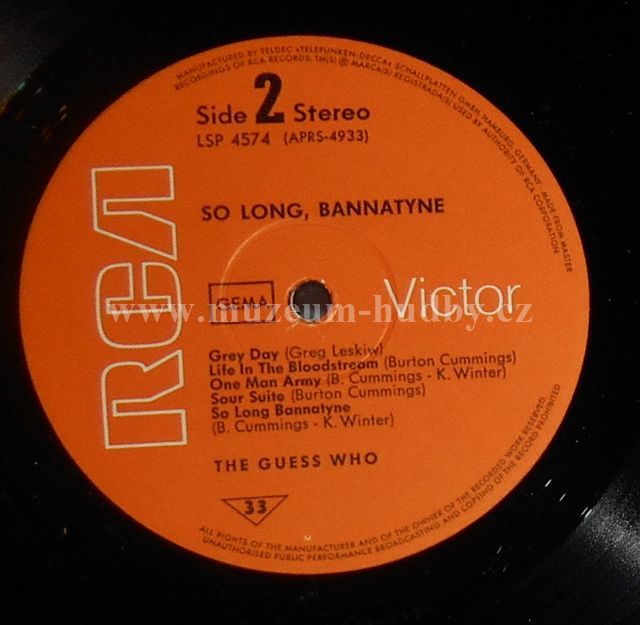 MANUFACTURED BY TELDEC »TELEFUNKEN-DECCA« SCHALLPLATTEN GMBH, HAMBURG, GERMANY. MADE FROM MASTER
RECORDINGS OF RCA RECORDS. TM(S) ® MARCA(S) REGISTRADA(S) USED BY AUTHORITY OF RCA CORPORATION
Side 2 Stereo
LSP 4574 (APRS-4933)
SO LONG, BANNATYNE
RCA
GEMA
Victor
www.muzeum-hudby.cz
Grey Day (Greg Leskiw)
Life In The Bloodstream (Burton Cummings)
One Man Army (B. Cummings - K. Winter)
Sour Suite (Burton Cummings)
So Long Bannatyne
(B. Cummings - K. Winter)
THE GUESS WHO
33
ALL RIGHTS OF THE MANUFACTURER AND OF THE OWNER OF THE RECORDED WORK RESERVED.
UNAUTHORISED PUBLIC PERFORMANCE BROADCASTING AND COPYING OF THE RECORD PROHIBITED